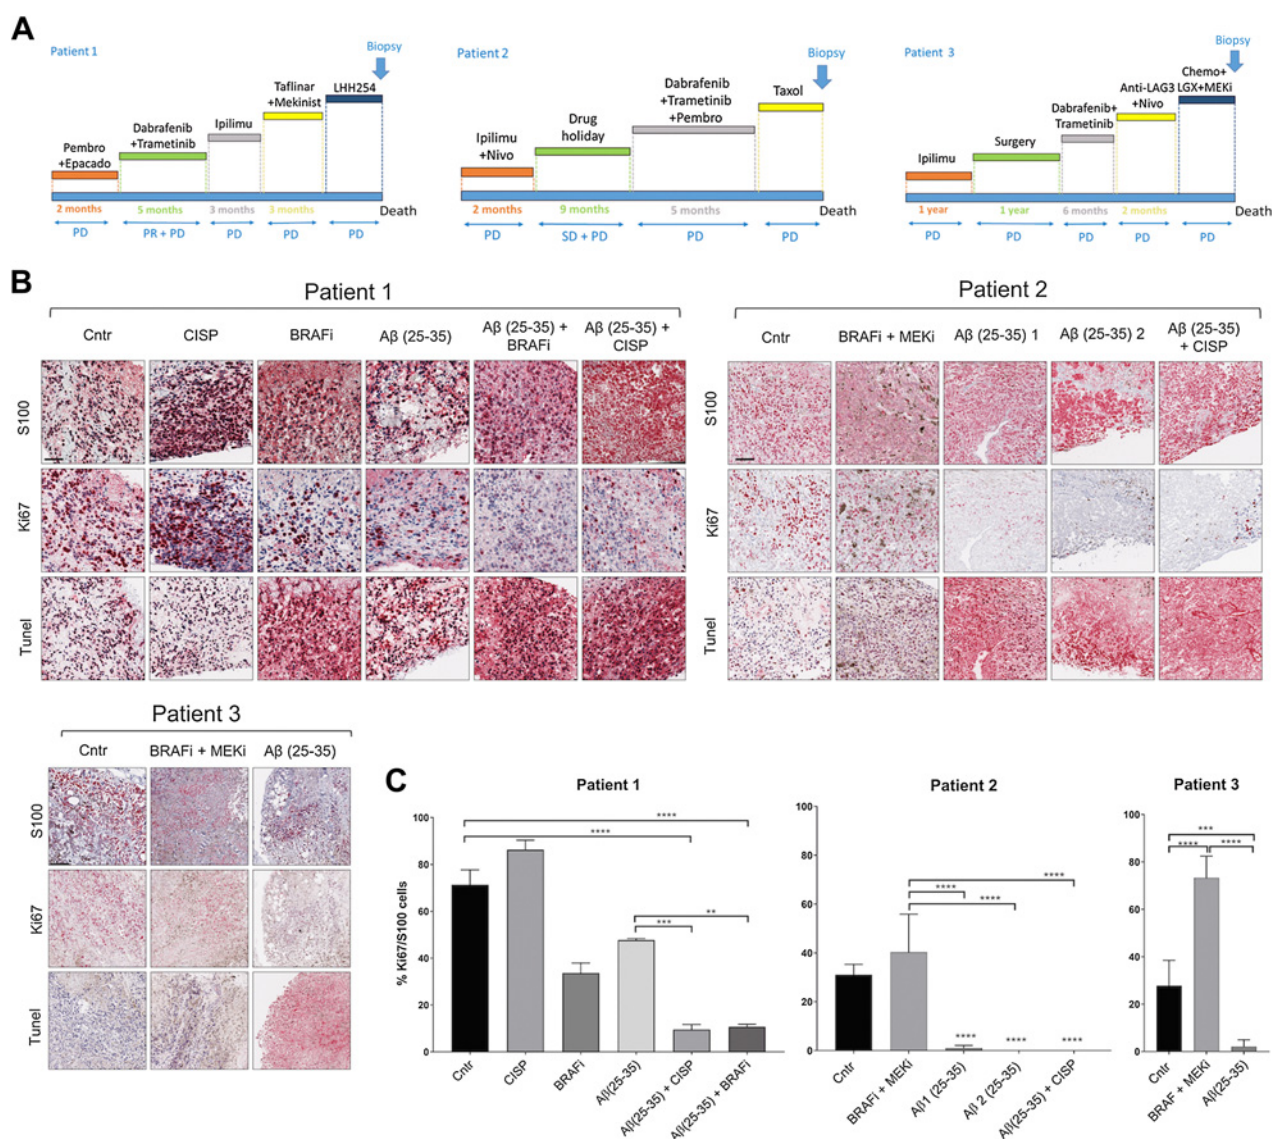 A
Patient 1
Biopsy
Pembro
+Epacado
Dabrafenib
+Trametinib
Ipilimu
Taflinar
+Mekinist
LHH254
2 months
5 months
3 months
3 months
Death
PD
PR + PD
PD
PD
PD
Patient 2
Biopsy
Ipilimu
+ Nivo
Drug
holiday
Dabrafenib
+Trametinib
+Pembro
Taxol
2 months
9 months
5 months
Death
PD
SD + PD
PD
PD
Patient 3
Biopsy
Ipilimu
Surgery
Dabrafenib+
Trametinib
Anti-LAG3
+Nivo
Chemo+
LGX+MEKi
1 year
1 year
6 months
2 months
Death
PD
PD
PD
PD
PD
B
Patient 1
Cntr
CISP
BRAFi
Aβ (25-35)
Aβ (25-35) +
BRAFi
Aβ (25-35) +
CISP
S100
Ki67
Tunel
Patient 2
Cntr
BRAFi + MEKi
Aβ (25-35) 1
Aβ (25-35) 2
Aβ (25-35)
+ CISP
S100
Ki67
Tunel
Patient 3
Cntr
BRAFi + MEKi
Aβ (25-35)
S100
Ki67
Tunel
C
Patient 1
% Ki67/S100 cells
100
80
60
40
20
0
****
****
**
***
Cntr
CISP
BRAFi
Aβ(25-35)
Aβ(25-35) + CISP
Aβ(25-35) + BRAFi
Patient 2
100
80
60
40
20
0
****
****
****
**** **** ****
Cntr
BRAFi + MEKi
Aβ1 (25-35)
Aβ 2 (25-35)
Aβ(25-35) + CISP
Patient 3
100
80
60
40
20
0
***
**** ****
Cntr
BRAF + MEKi
Aβ(25-35)